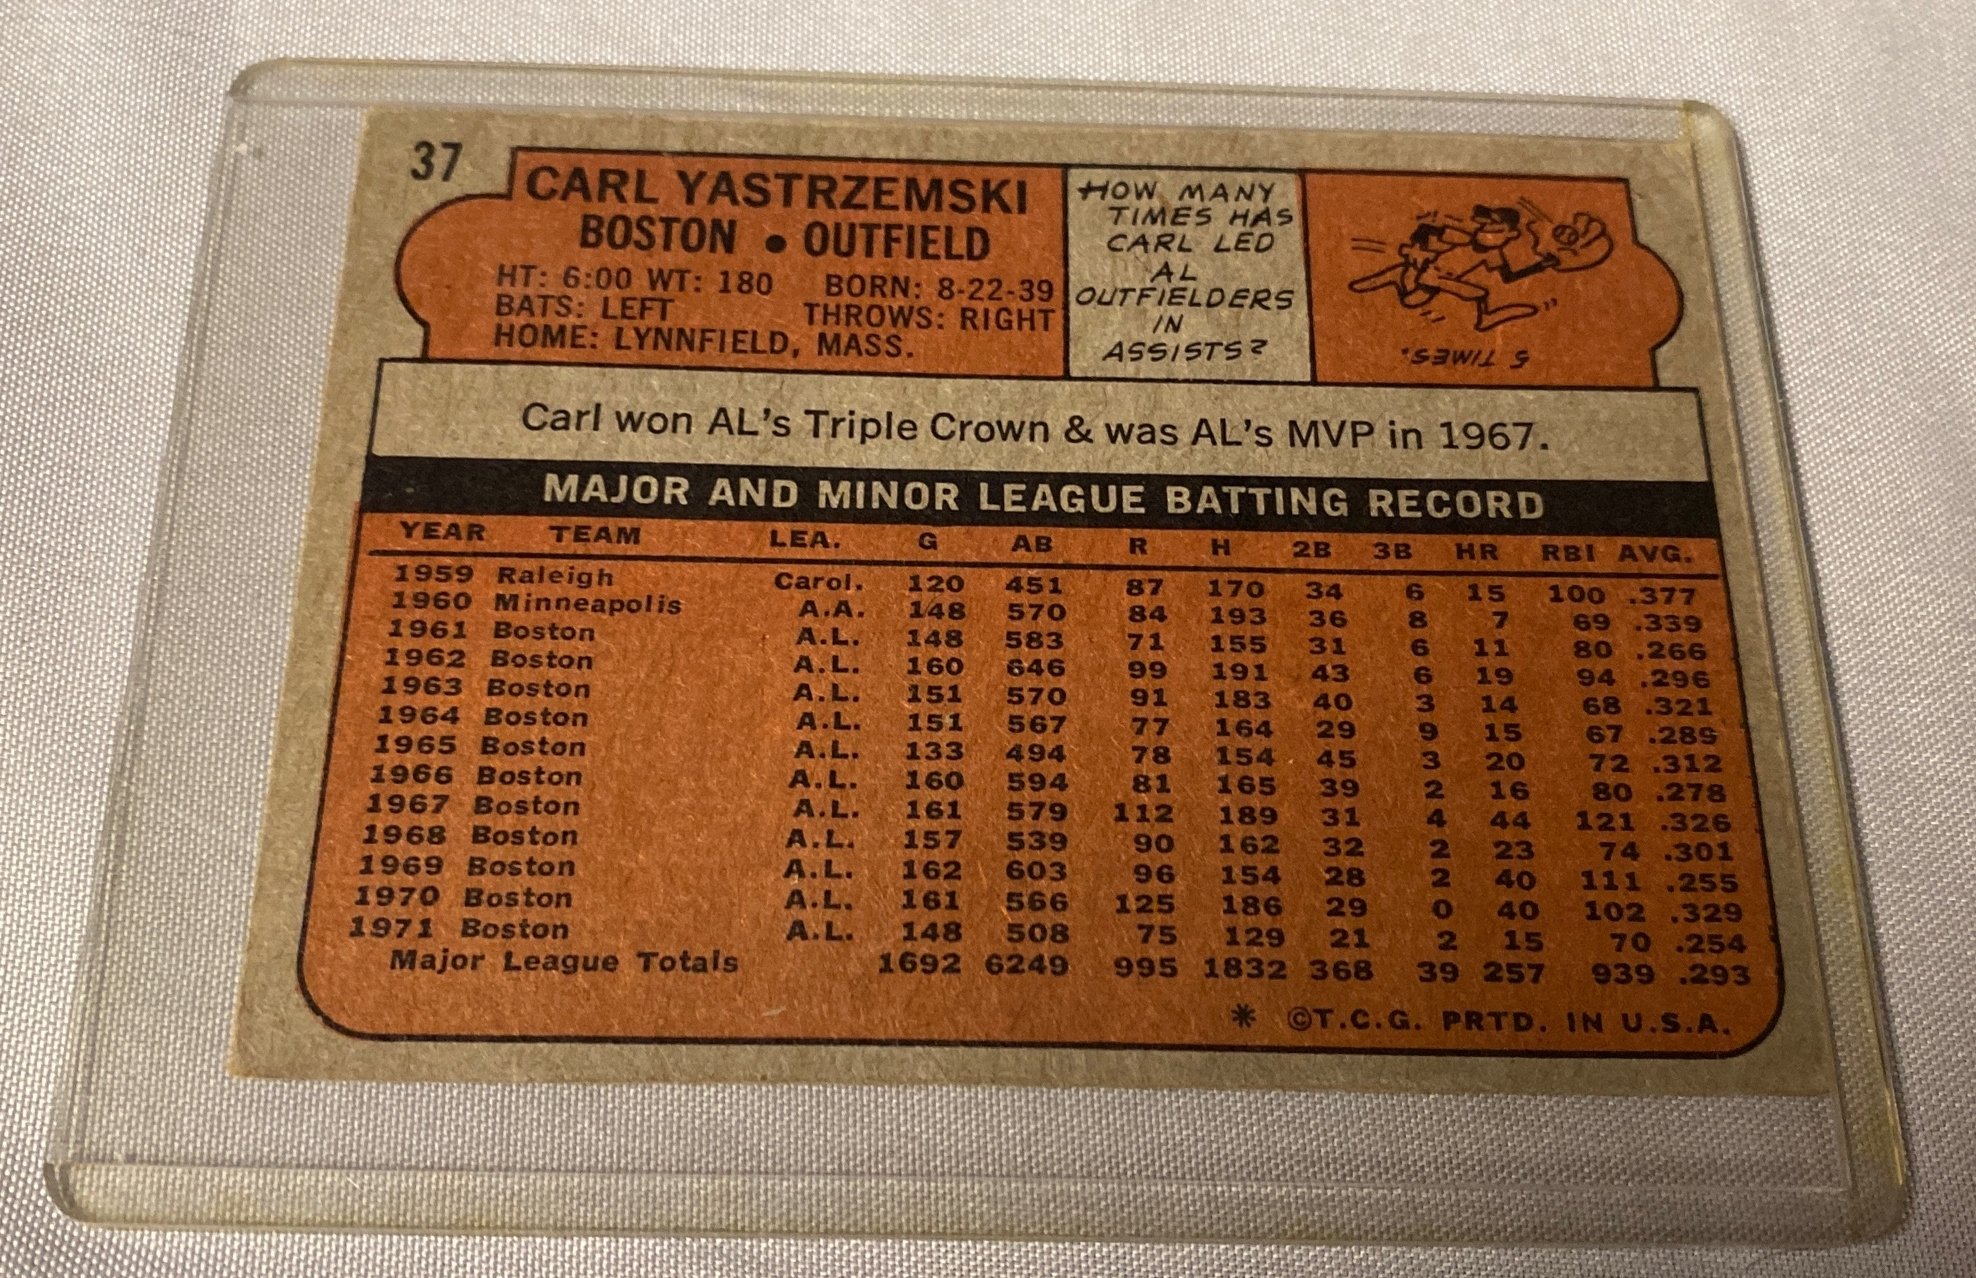 37
CARL YASTRZEMSKI
BOSTON • OUTFIELD
HT: 6:00 WT: 180 BORN: 8-22-39
BATS: LEFT THROWS: RIGHT
HOME: LYNNFIELD, MASS.
HOW MANY
TIMES HAS
CARL LED
AL
OUTFIELDERS
IN
ASSISTS?
5 TIMES.
Carl won AL's Triple Crown & was AL's MVP in 1967.
MAJOR AND MINOR LEAGUE BATTING RECORD
YEAR TEAM LEA. G AB R H 2B 3B HR RBI AVG.
1959 Raleigh Carol. 120 451 87 170 34 6 15 100 .377
1960 Minneapolis A.A. 148 570 84 193 36 8 7 69 .339
1961 Boston A.L. 148 583 71 155 31 6 11 80 .266
1962 Boston A.L. 160 646 99 191 43 6 19 94 .296
1963 Boston A.L. 151 570 91 183 40 3 14 68 .321
1964 Boston A.L. 151 567 77 164 29 9 15 67 .289
1965 Boston A.L. 133 494 78 154 45 3 20 72 .312
1966 Boston A.L. 160 594 81 165 39 2 16 80 .278
1967 Boston A.L. 161 579 112 189 31 4 44 121 .326
1968 Boston A.L. 157 539 90 162 32 2 23 74 .301
1969 Boston A.L. 162 603 96 154 28 2 40 111 .255
1970 Boston A.L. 161 566 125 186 29 0 40 102 .329
1971 Boston A.L. 148 508 75 129 21 2 15 70 .254
Major League Totals 1692 6249 995 1832 368 39 257 939 .293
* ©T.C.G. PRTD. IN U.S.A.